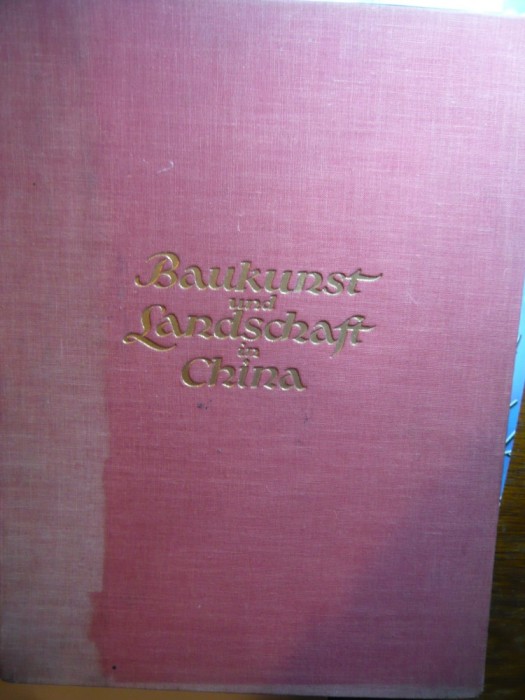 Baukunst
und
Landschaft
in
China